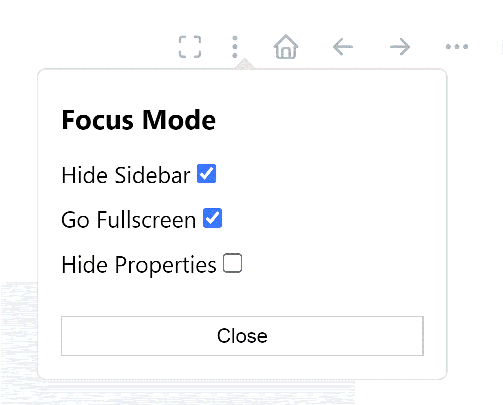 Focus Mode
Hide Sidebar
Go Fullscreen
Hide Properties
Close